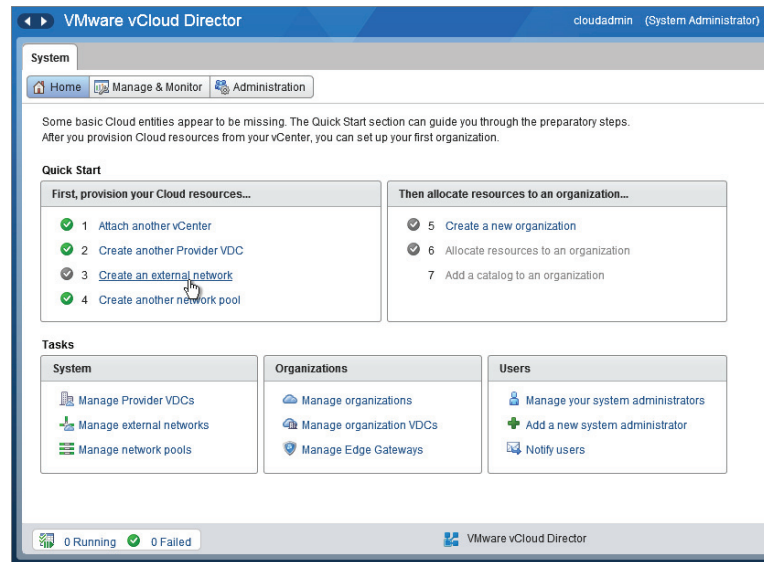 VMware vCloud Director
cloudadmin (System Administrator)
System
Home Manage & Monitor Administration
Some basic Cloud entities appear to be missing. The Quick Start section can guide you through the preparatory steps.
After you provision Cloud resources from your vCenter, you can set up your first organization.
Quick Start
First, provision your Cloud resources...
1 Attach another vCenter
2 Create another Provider VDC
3 Create an external network
4 Create another network pool
Then allocate resources to an organization...
5 Create a new organization
6 Allocate resources to an organization
7 Add a catalog to an organization
Tasks
System
Manage Provider VDCs
Manage external networks
Manage network pools
Organizations
Manage organizations
Manage organization VDCs
Manage Edge Gateways
Users
Manage your system administrators
Add a new system administrator
Notify users
0 Running 0 Failed
VMware vCloud Director